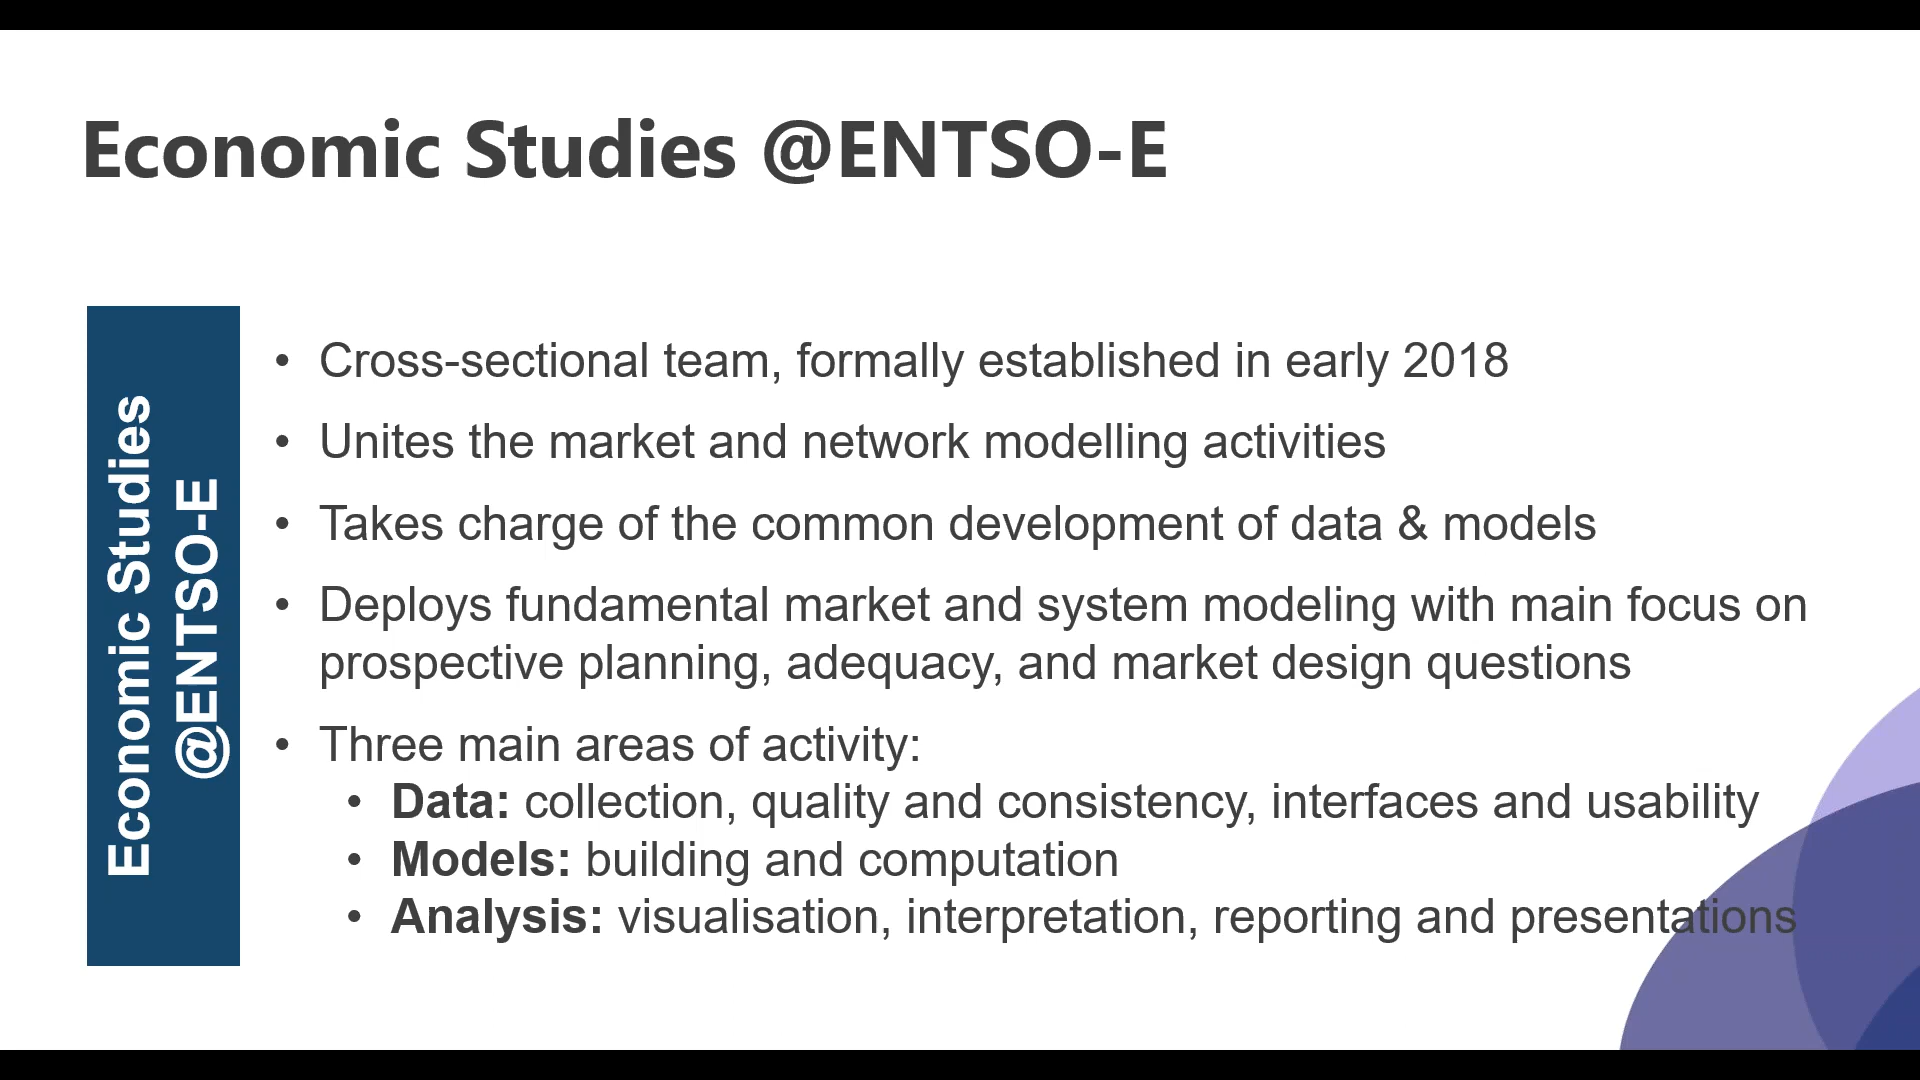 Economic Studies @ENTSO-E
Economic Studies
@ENTSO-E
• Cross-sectional team, formally established in early 2018
• Unites the market and network modelling activities
• Takes charge of the common development of data & models
• Deploys fundamental market and system modeling with main focus on
prospective planning, adequacy, and market design questions
• Three main areas of activity:
• Data: collection, quality and consistency, interfaces and usability
• Models: building and computation
• Analysis: visualisation, interpretation, reporting and presentations